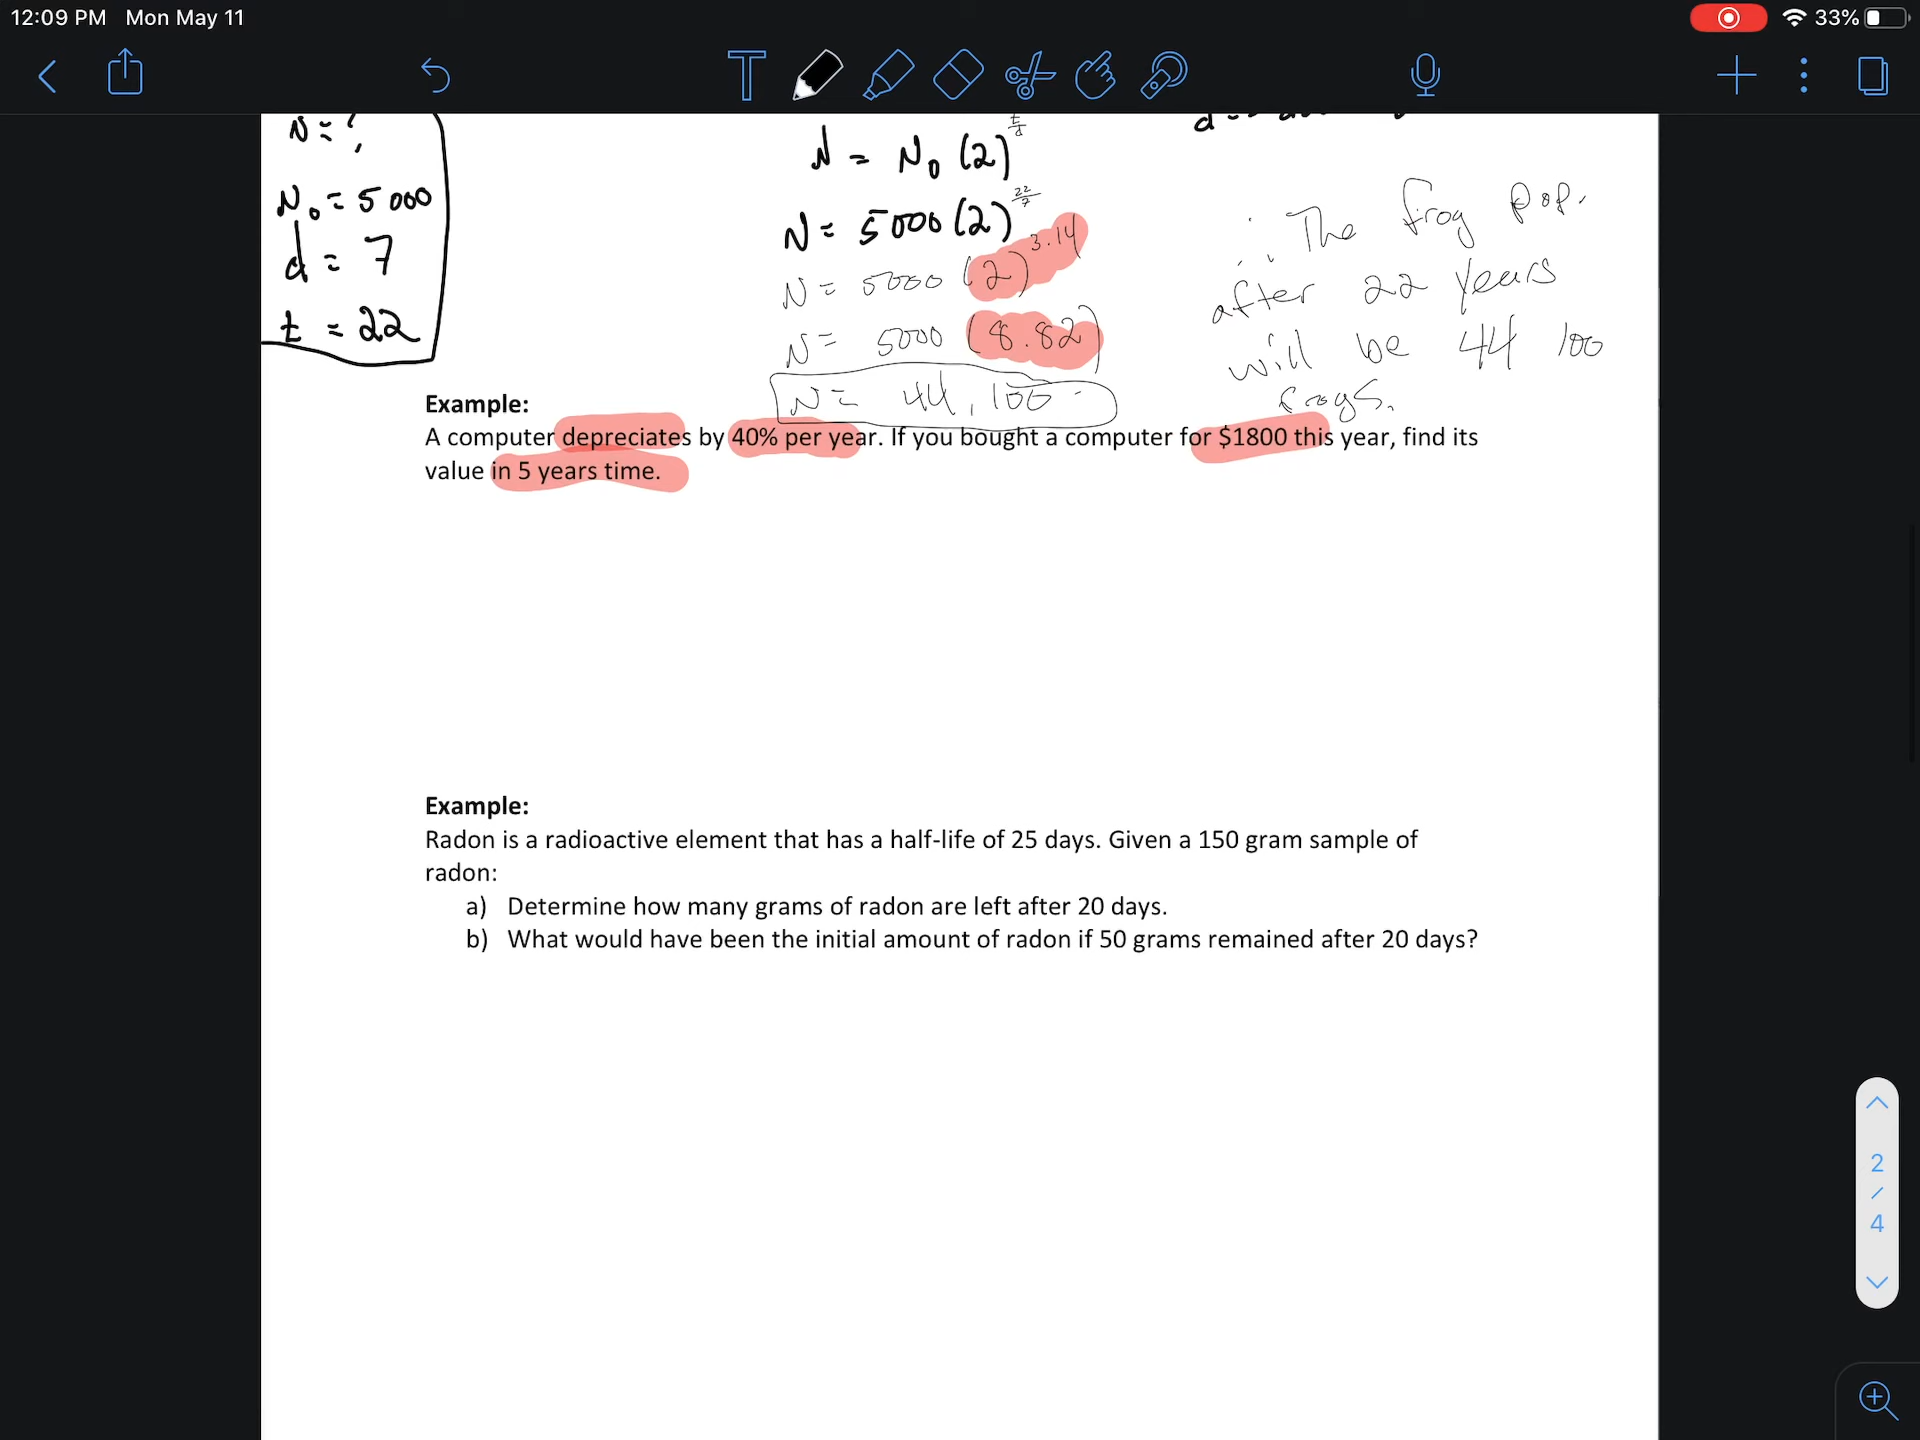 12:09 PM Mon May 11
33%
N = ?
N₀ = 5000
d = 7
t = 22
N = N₀ (2)^t/d
N = 5000 (2)^22/7
N = 5000 (2)^3.14
N = 5000 (8.82)
N = 44,100
∴ The frog pop.
after 22 years
will be 44 100
frogs.
Example:
A computer depreciates by 40% per year. If you bought a computer for $1800 this year, find its
value in 5 years time.
Example:
Radon is a radioactive element that has a half-life of 25 days. Given a 150 gram sample of
radon:
a) Determine how many grams of radon are left after 20 days.
b) What would have been the initial amount of radon if 50 grams remained after 20 days?
2
/
4